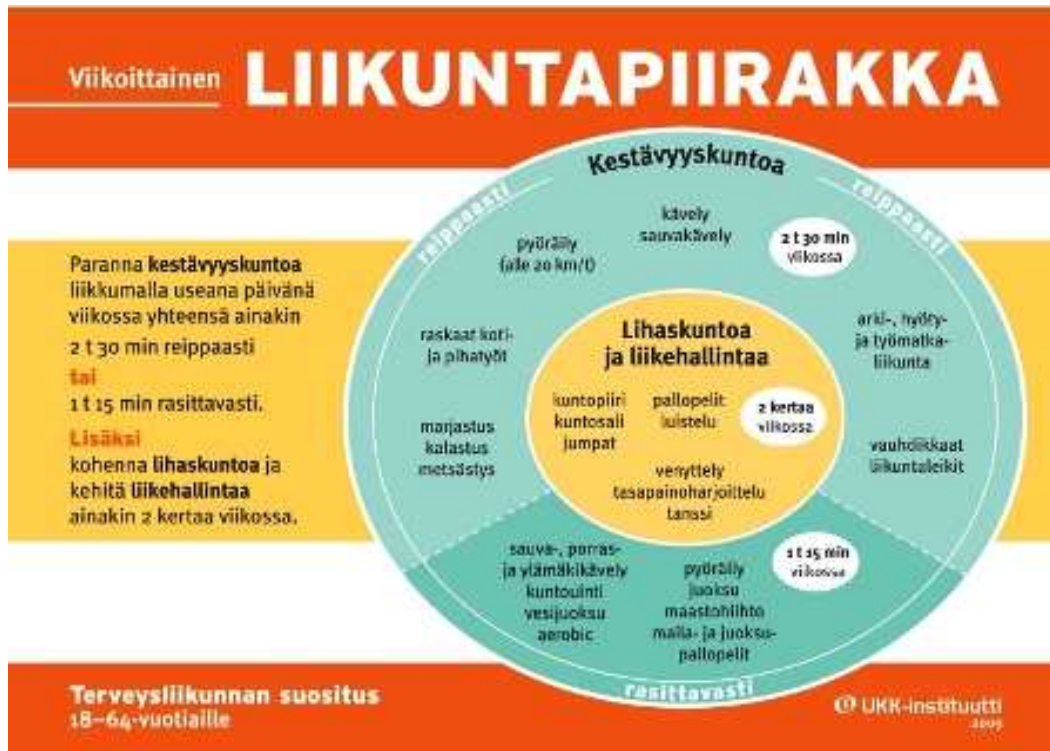 Viikoittainen LIIKUNTAPIIRAKKA
Paranna kestävyyskuntoa
liikkumalla useana päivänä
viikossa yhteensä ainakin
2 t 30 min reippaasti
tai
1 t 15 min rasittavasti.
Lisäksi
kohenna lihaskuntoa ja
kehitä liikehallintaa
ainakin 2 kertaa viikossa.
Kestävyyskuntoa
reippaasti
reippaasti
kävely
sauvakävely
2 t 30 min
viikossa
pyöräily
(alle 20 km/t)
raskaat koti-
ja pihatyöt
marjastus
kalastus
metsästys
arki-, hyöty-
ja työmatka-
liikunta
vauhdikkaat
liikuntaleikit
Lihaskuntoa
ja liikehallintaa
kuntopiiri
kuntosali
jumpat
pallopelit
luistelu
2 kertaa
viikossa
venyttely
tasapainoharjoittelu
tanssi
sauva-, porras-
ja ylämäkikävely
kuntouinti
vesijuoksu
aerobic
pyöräily
juoksu
maastohiihto
maila- ja juoksu-
pallopelit
1 t 15 min
viikossa
rasittavasti
Terveysliikunnan suositus
18–64-vuotiaille
UKK-instituutti
2009